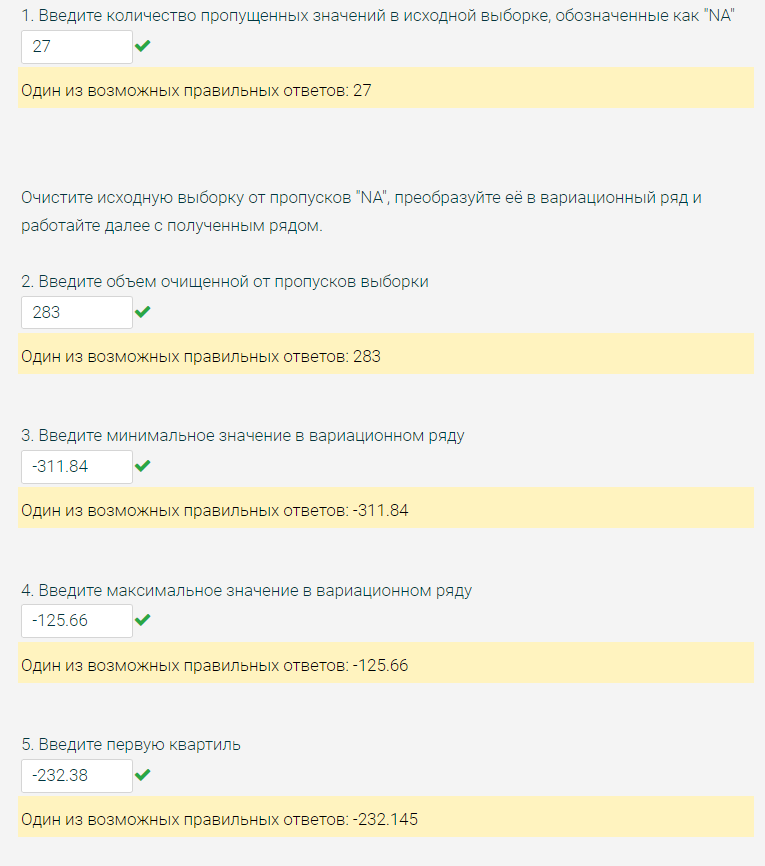 1. Введите количество пропущенных значений в исходной выборке, обозначенные как "NA"
27
Один из возможных правильных ответов: 27
Очистите исходную выборку от пропусков "NA", преобразуйте её в вариационный ряд и
работайте далее с полученным рядом.
2. Введите объем очищенной от пропусков выборки
283
Один из возможных правильных ответов: 283
3. Введите минимальное значение в вариационном ряду
-311.84
Один из возможных правильных ответов: -311.84
4. Введите максимальное значение в вариационном ряду
-125.66
Один из возможных правильных ответов: -125.66
5. Введите первую квартиль
-232.38
Один из возможных правильных ответов: -232.145